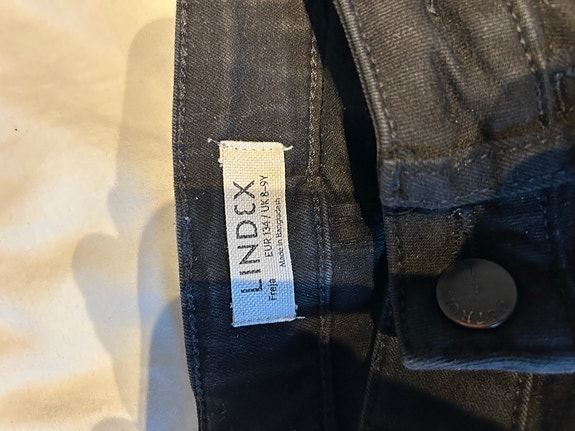 LINDEX
EUR 134 / UK 8-9Y
Freja
Made in Bangladesh